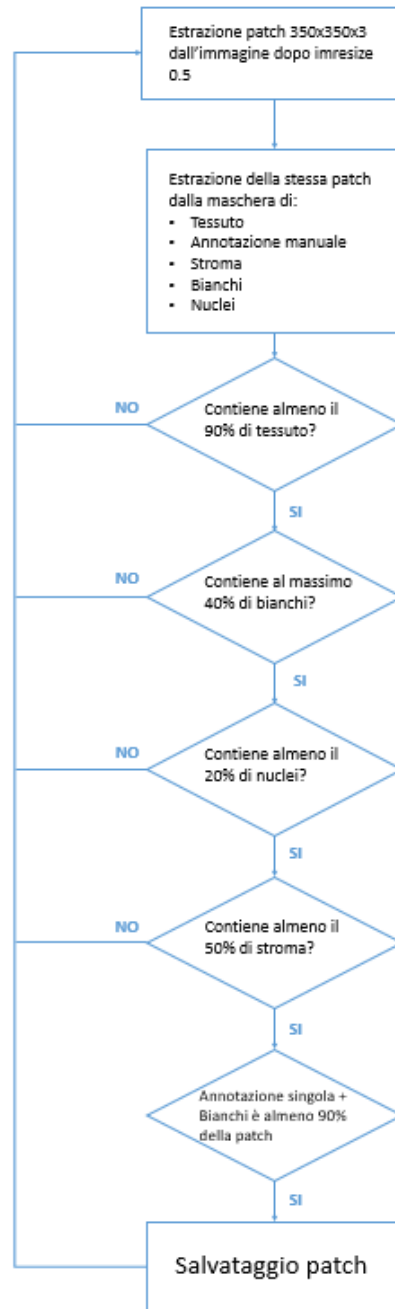 Estrazione patch 350x350x3
dall'immagine dopo imresize
0.5
Estrazione della stessa patch
dalla maschera di:
▪ Tessuto
▪ Annotazione manuale
▪ Stroma
▪ Bianchi
▪ Nuclei
NO
Contiene almeno il
90% di tessuto?
SI
NO
Contiene al massimo
40% di bianchi?
SI
NO
Contiene almeno il
20% di nuclei?
SI
NO
Contiene almeno il
50% di stroma?
SI
Annotazione singola +
Bianchi è almeno 90%
della patch
SI
Salvataggio patch